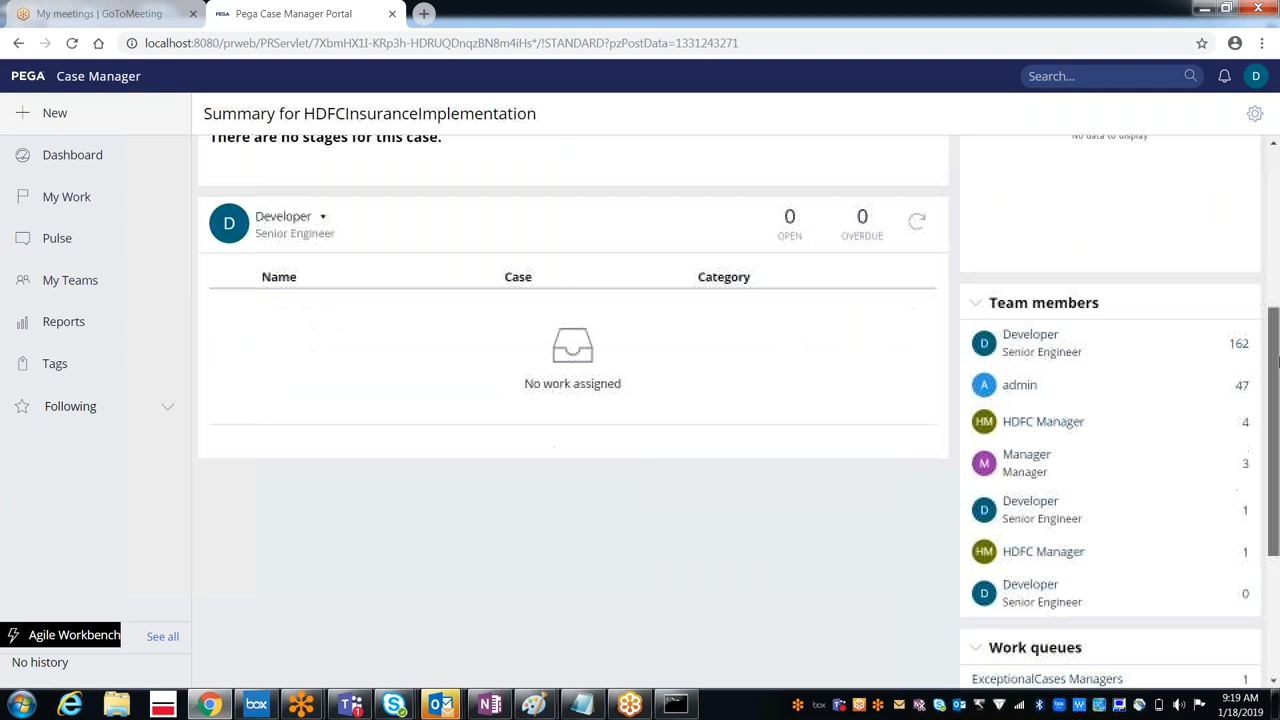 My meetings | GoToMeeting
Pega Case Manager Portal
localhost:8080/prweb/PRServlet/7XbmHX1I-KRp3h-HDRUQDnqzBN8m4iHs*/!STANDARD?pzPostData=1331243271
PEGA Case Manager
Search...
D
New
Dashboard
My Work
Pulse
My Teams
Reports
Tags
Following
Agile Workbench
See all
No history
Summary for HDFCInsuranceImplementation
There are no stages for this case.
D
Developer
Senior Engineer
0
OPEN
0
OVERDUE
Name Case Category
No work assigned
No data to display
Team members
D Developer 162
Senior Engineer
A admin 47
HM HDFC Manager 4
M Manager 3
Manager
D Developer 1
Senior Engineer
HM HDFC Manager 1
D Developer 0
Senior Engineer
Work queues
ExceptionalCases Managers 1
box
box
9:19 AM
1/18/2019